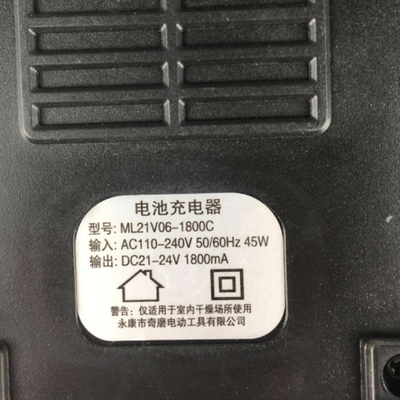 电池充电器
型号: ML21V06-1800C
输入: AC110-240V 50/60Hz 45W
输出: DC21-24V 1800mA
警告: 仅适用于室内干燥场所使用
永康市奇磨电动工具有限公司